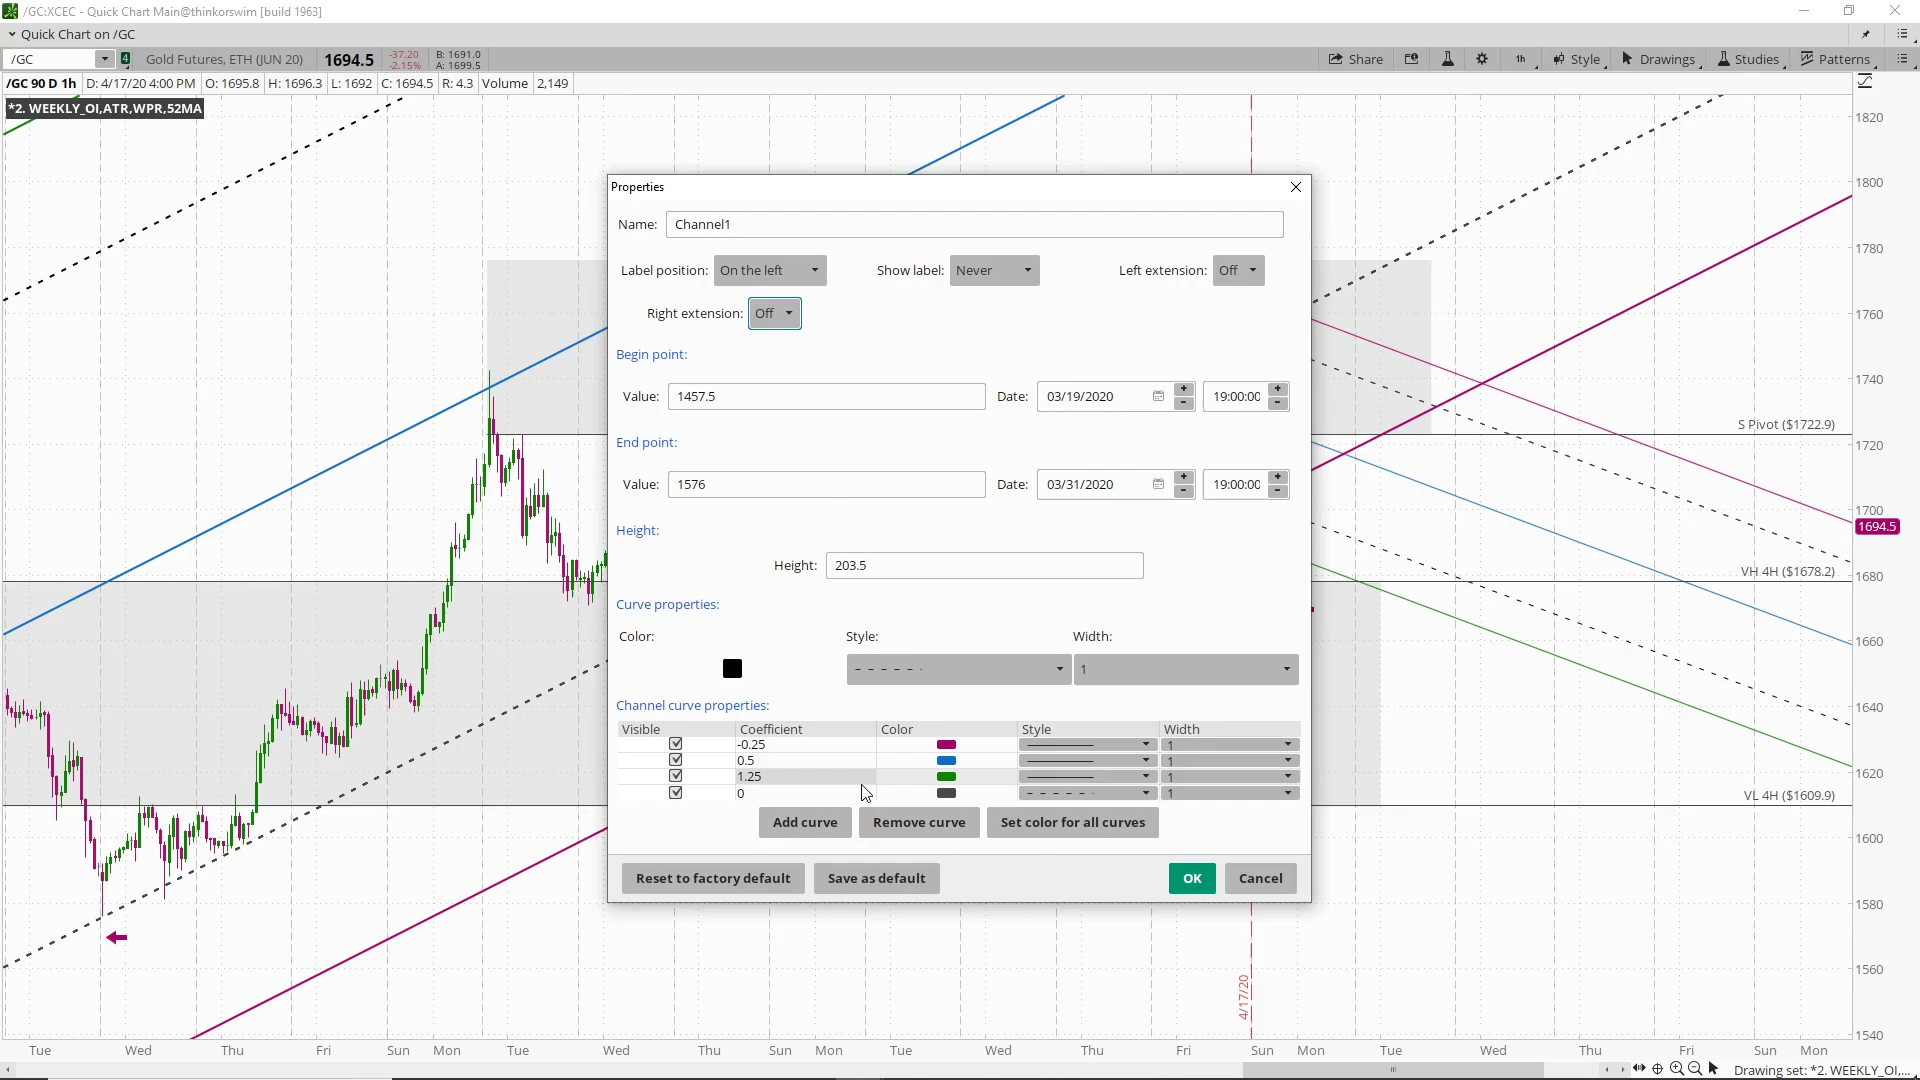 /GC:XCEC - Quick Chart Main@thinkorswim [build 1963]
Quick Chart on /GC
/GC 4 Gold Futures, ETH (JUN 20) 1694.5 -37.20 -2.15% B: 1691.0 A: 1699.5 Share 1h Style Drawings Studies Patterns
/GC 90 D 1h D: 4/17/20 4:00 PM O: 1695.8 H: 1696.3 L: 1692 C: 1694.5 R: 4.3 Volume 2,149
*2. WEEKLY_OI,ATR,WPR,52MA
Properties
Name: Channel1
Label position: On the left Show label: Never Left extension: Off
Right extension: Off
Begin point:
Value: 1457.5 Date: 03/19/2020 19:00:00
End point:
Value: 1576 Date: 03/31/2020 19:00:00
Height:
Height: 203.5
Curve properties:
Color: Style: Width:
1
Channel curve properties:
Visible Coefficient Color Style Width
-0.25 1
0.5 1
1.25 1
0 1
Add curve Remove curve Set color for all curves
Reset to factory default Save as default OK Cancel
S Pivot ($1722.9)
VH 4H ($1678.2)
VL 4H ($1609.9)
1820
1800
1780
1760
1740
1720
1700
1694.5
1680
1660
1640
1620
1600
1580
1560
1540
4/17/20
Tue Wed Thu Fri Sun Mon Tue Wed Thu Sun Mon Tue Wed Thu Fri Sun Mon Tue Wed Thu Fri Sun Mon
Drawing set: *2. WEEKLY_OI,...